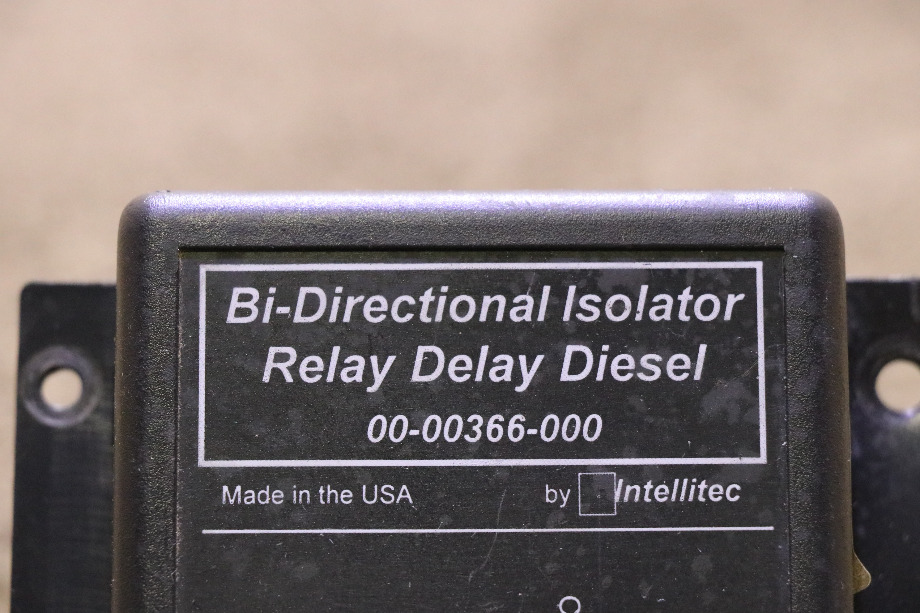 Bi-Directional Isolator
Relay Delay Diesel
00-00366-000
Made in the USA by Intellitec